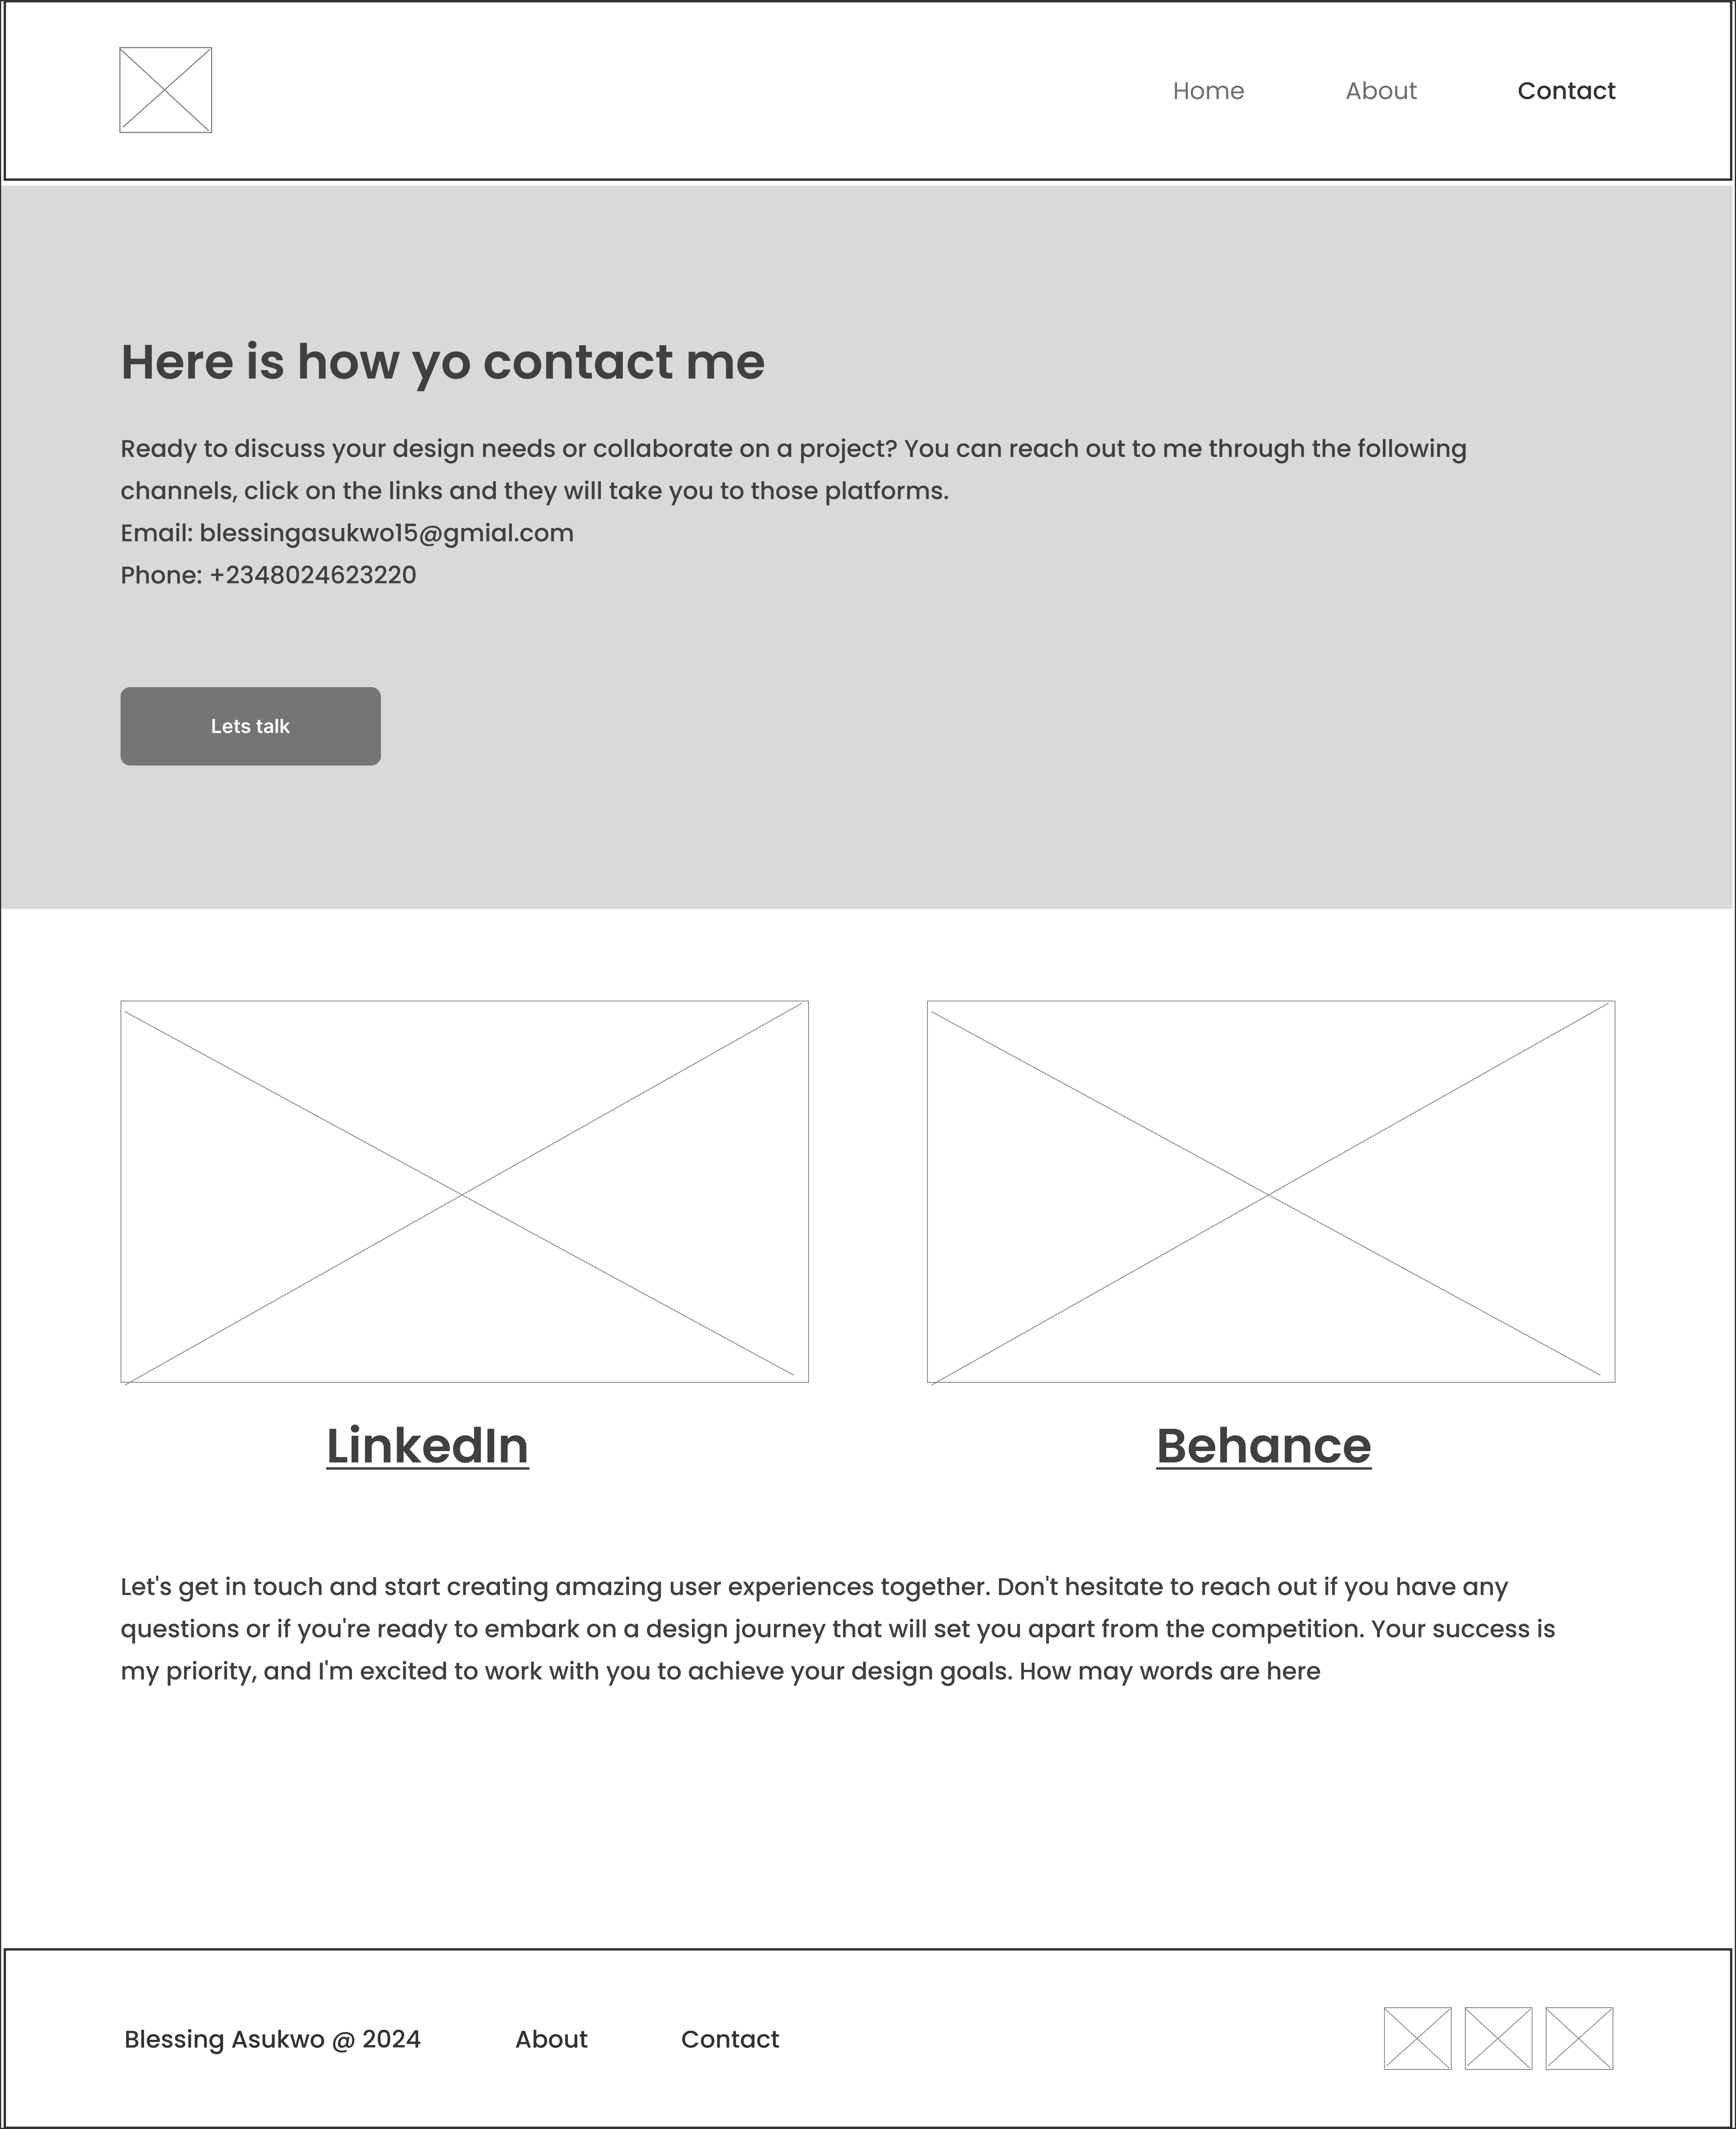 Home About Contact
Here is how yo contact me
Ready to discuss your design needs or collaborate on a project? You can reach out to me through the following
channels, click on the links and they will take you to those platforms.
Email: blessingasukwo15@gmial.com
Phone: +2348024623220
Lets talk
LinkedIn
Behance
Let's get in touch and start creating amazing user experiences together. Don't hesitate to reach out if you have any
questions or if you're ready to embark on a design journey that will set you apart from the competition. Your success is
my priority, and I'm excited to work with you to achieve your design goals. How may words are here
Blessing Asukwo @ 2024 About Contact